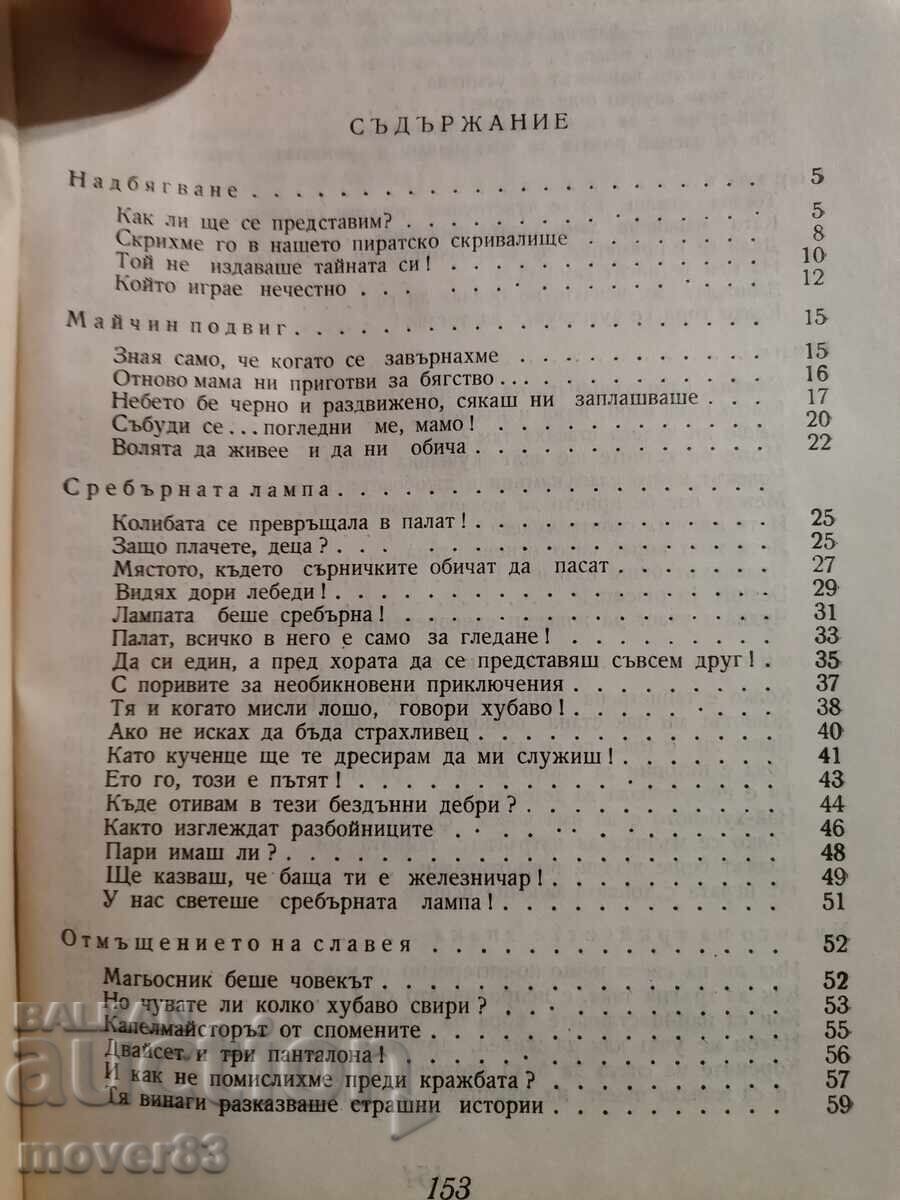 СЪДЪРЖАНИЕ
Надбягване . . . . . . . . . . . . . . . . . . 5
Как ли ще се представим? . . . . . . . . . . . . 5
Скрихме го в нашето пиратско скривалище . . . . . . . 8
Той не издаваше тайната си! . . . . . . . . . . . 10
Който играе нечестно . . . . . . . . . . . . . . 12
Майчин подвиг . . . . . . . . . . . . . . . . . 15
Зная само, че когато се завърнахме . . . . . . . . . 15
Отново мама ни приготви за бягство . . . . . . . . . 16
Небето бе черно и раздвижено, сякаш ни заплашваше . . . 17
Събуди се... погледни ме, мамо! . . . . . . . . . . 20
Волята да живее и да ни обича . . . . . . . . . . . 22
Сребърната лампа . . . . . . . . . . . . . . . .
Колибата се превръщала в палат! . . . . . . . . . . 25
Защо плачете, деца? . . . . . . . . . . . . . . 25
Мястото, където сърничките обичат да пасат . . . . . . 27
Видях дори лебеди! . . . . . . . . . . . . . . . 29
Лампата беше сребърна! . . . . . . . . . . . . . 31
Палат, всичко в него е само за гледане! . . . . . . . . 33
Да си един, а пред хората да се представяш съвсем друг! . 35
С поривите за необикновени приключения . . . . . . . 37
Тя и когато мисли лошо, говори хубаво! . . . . . . . . 38
Ако не исках да бъда страхливец . . . . . . . . . . 40
Като кученце ще те дресирам да ми служиш! . . . . . . 41
Ето го, този е пътят! . . . . . . . . . . . . . . 43
Къде отивам в тези бездънни дебри? . . . . . . . . . 44
Както изглеждат разбойниците . . . . . . . . . . . 46
Пари имаш ли? . . . . . . . . . . . . . . . . . 48
Ще казваш, че баща ти е железничар! . . . . . . . . . 49
У нас светеше сребърната лампа! . . . . . . . . . . 51
Отмъщението на славея . . . . . . . . . . . . . . 52
Магьосник беше човекът . . . . . . . . . . . . . 52
Но чувате ли колко хубаво свири? . . . . . . . . . . 53
Капелмайсторът от спомените . . . . . . . . . . . . 55
Двайсет и три панталона! . . . . . . . . . . . . . 56
И как не помислихме преди кражбата? . . . . . . . . . 57
Тя винаги разказваше страшни истории . . . . . . . . 59
153
BALKAN
auction
mover83